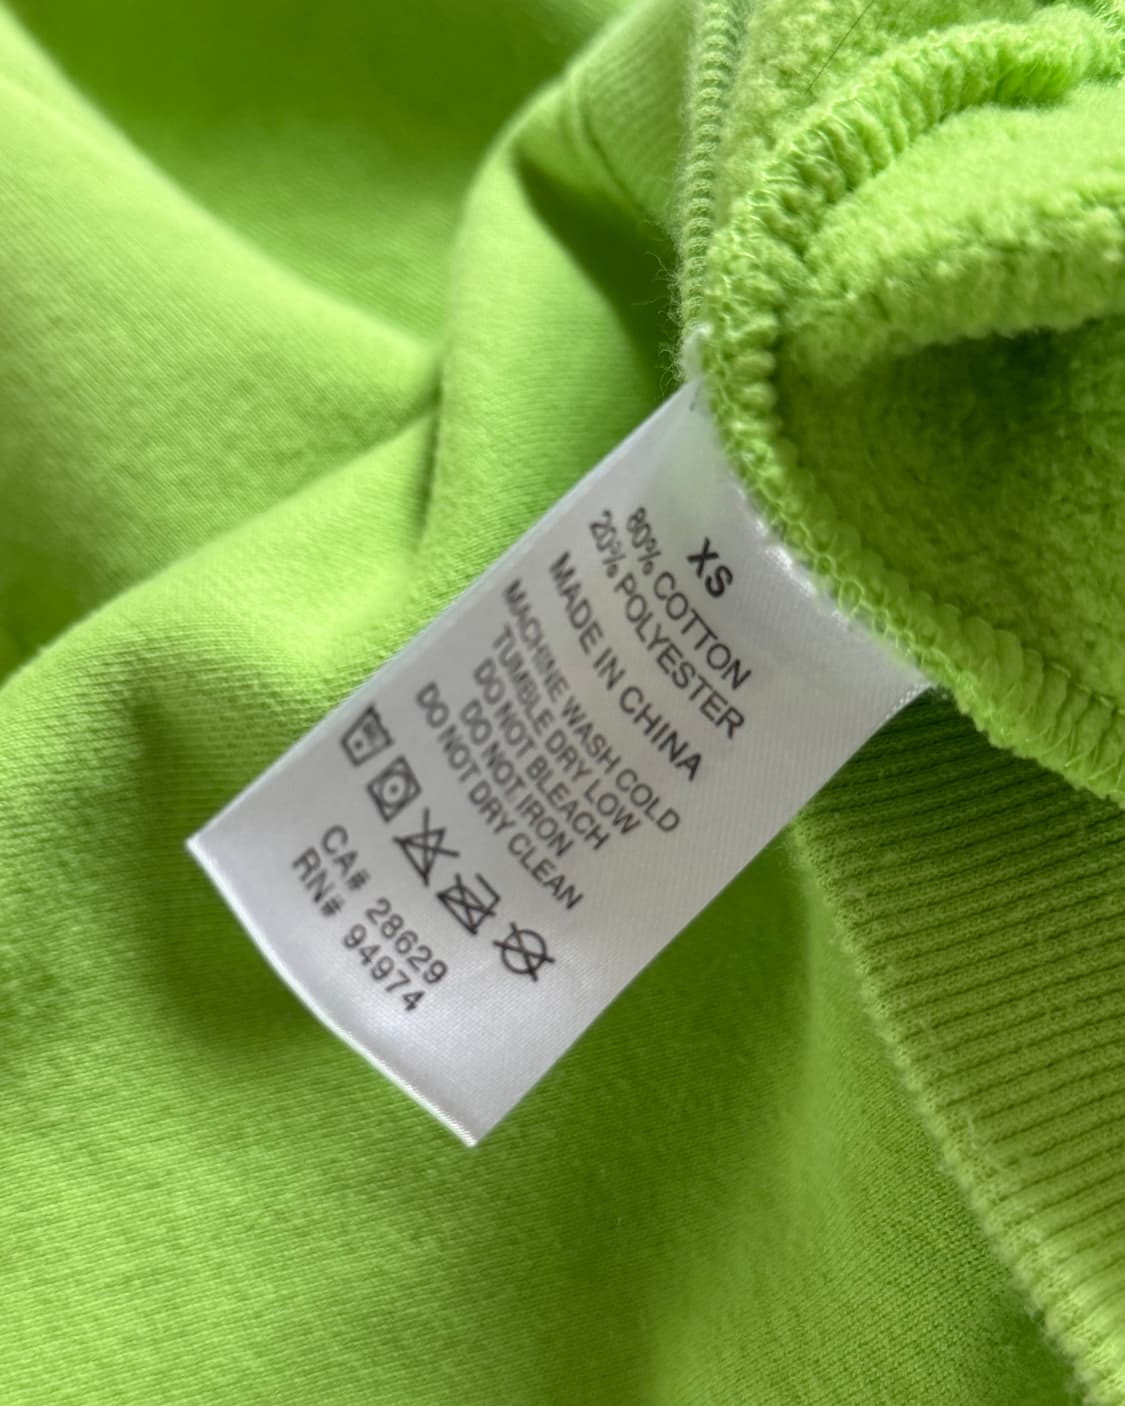 XS
80% COTTON
20% POLYESTER
MADE IN CHINA
MACHINE WASH COLD
TUMBLE DRY LOW
DO NOT BLEACH
DO NOT IRON
DO NOT DRY CLEAN
CA# 28629
RN# 94974